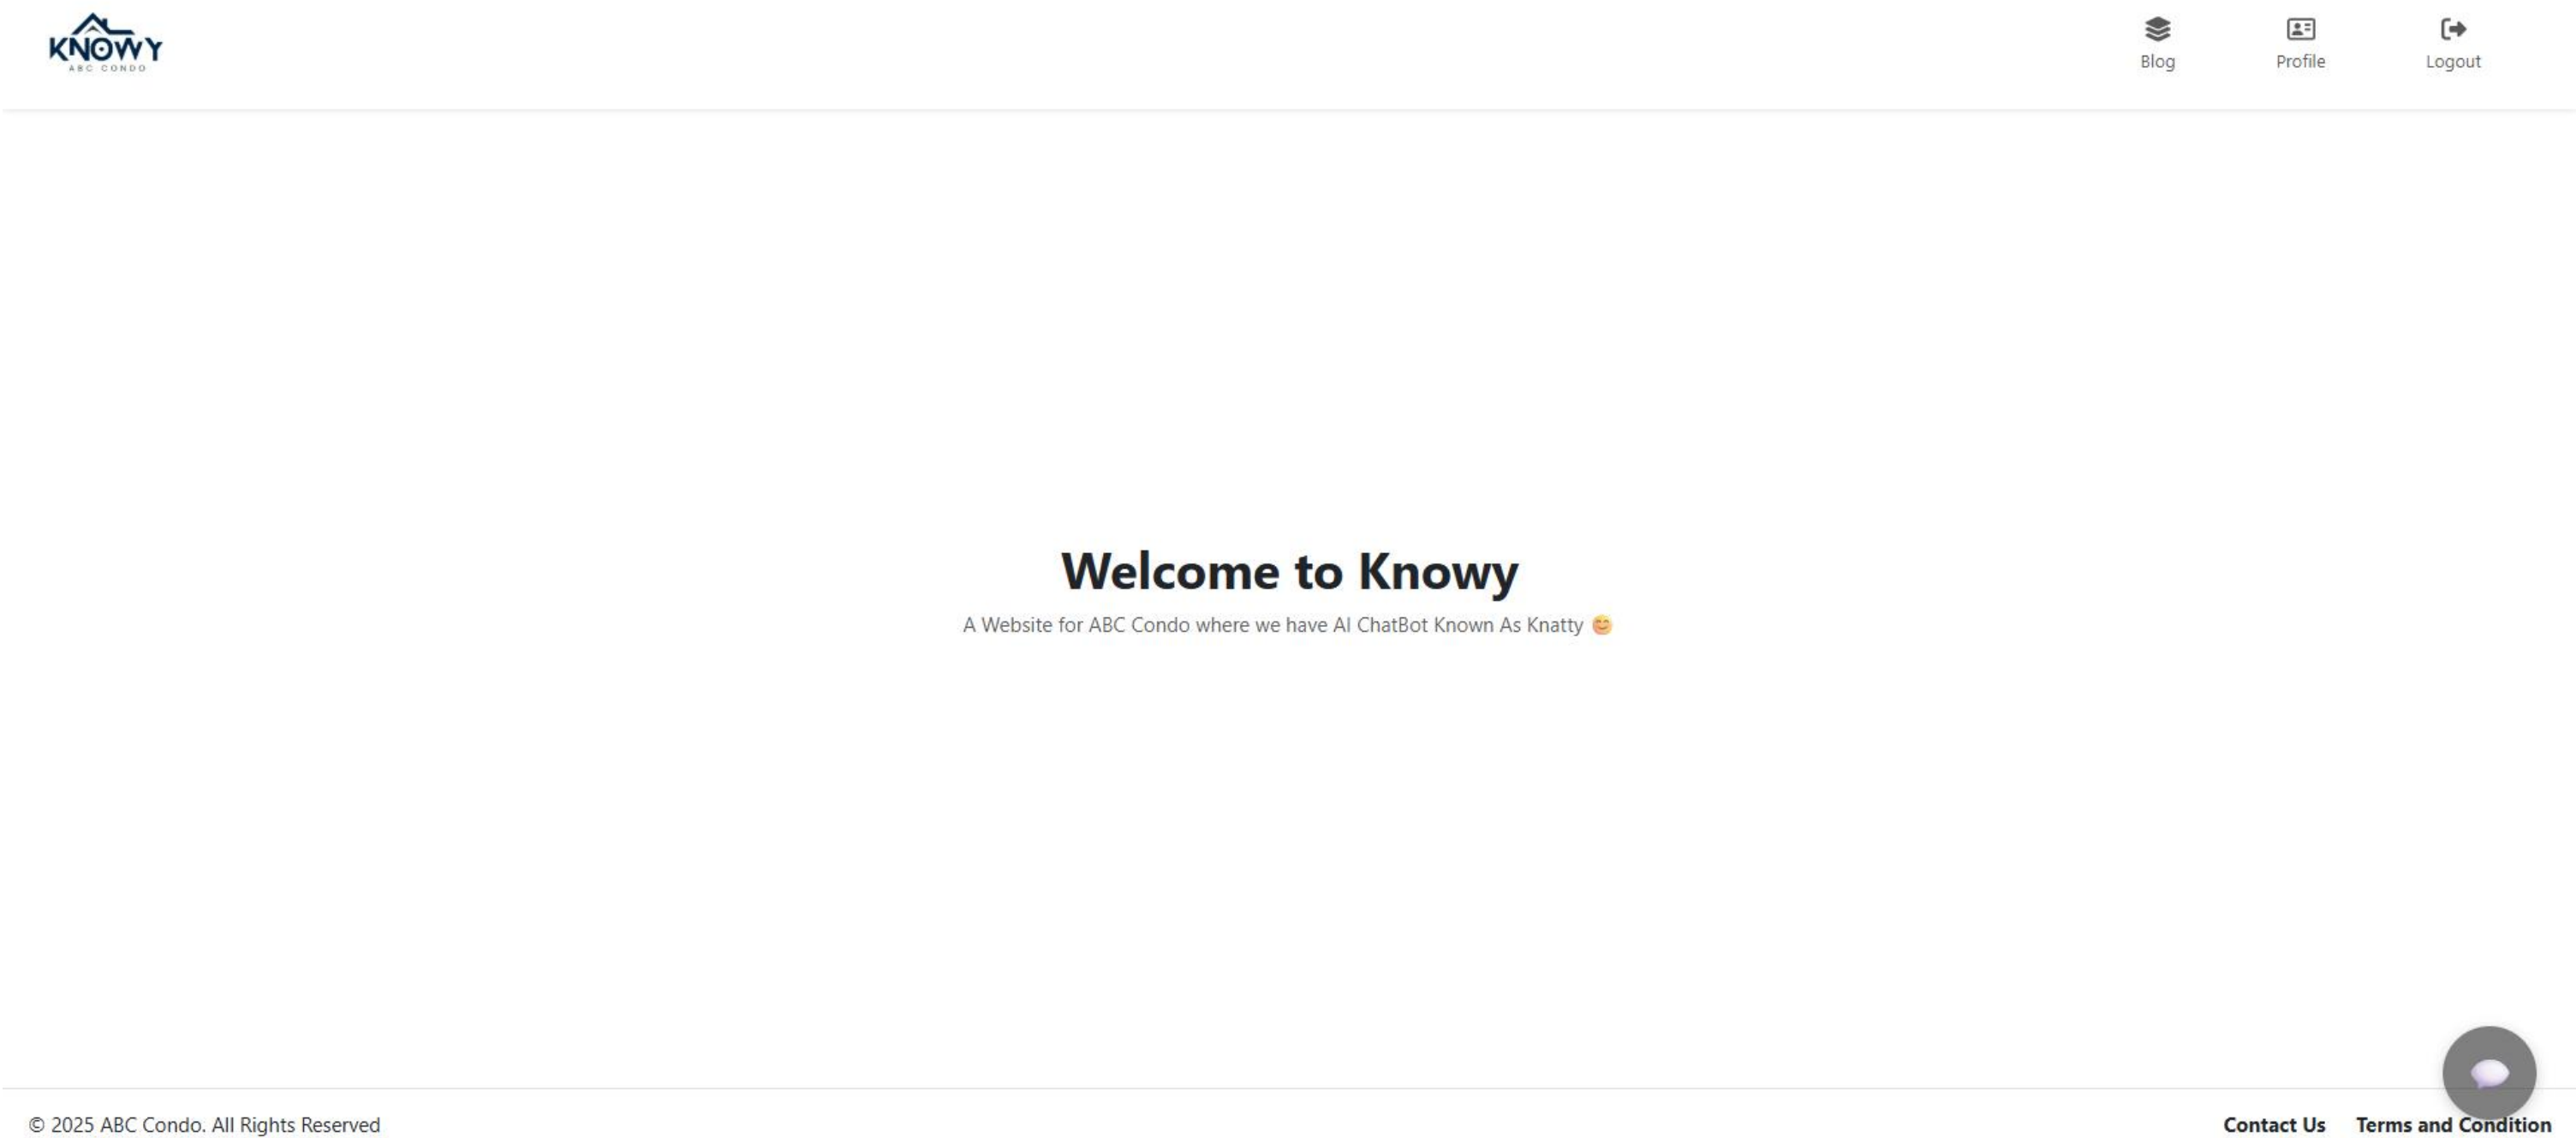 KNOWY
ABC CONDO
Blog
Profile
Logout
Welcome to Knowy
A Website for ABC Condo where we have AI ChatBot Known As Knatty 😊
© 2025 ABC Condo. All Rights Reserved
Contact Us
Terms and Condition